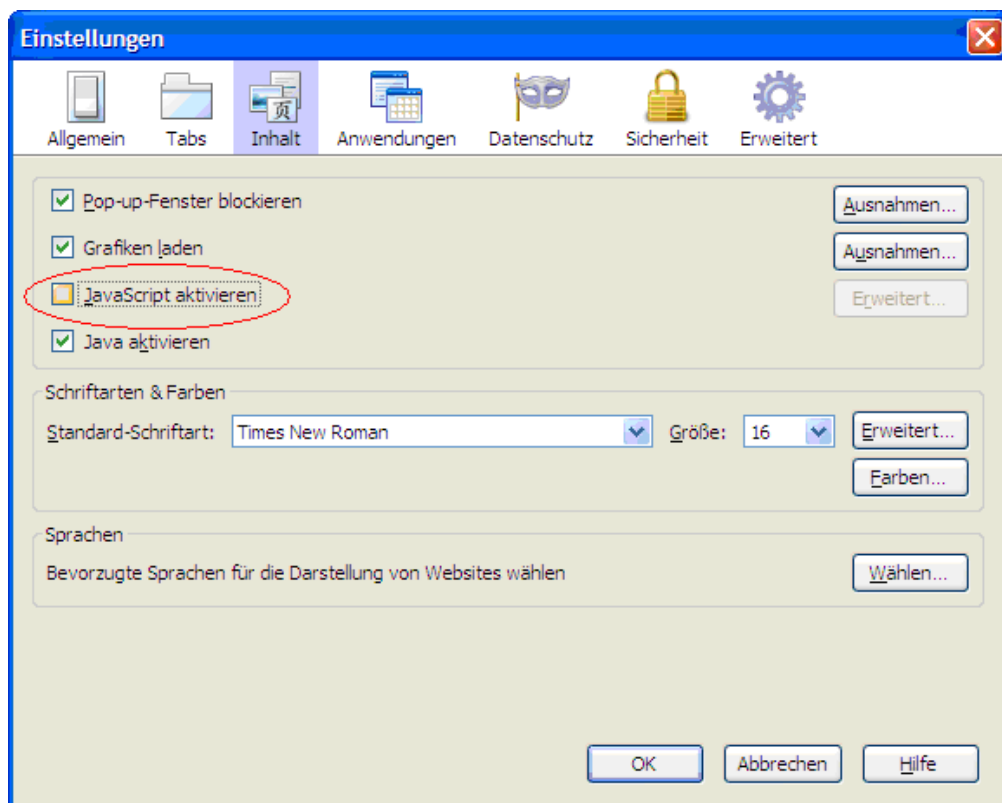 Einstellungen
Allgemein Tabs Inhalt Anwendungen Datenschutz Sicherheit Erweitert
Pop-up-Fenster blockieren Ausnahmen...
Grafiken laden Ausnahmen...
JavaScript aktivieren Erweitert...
Java aktivieren
Schriftarten & Farben
Standard-Schriftart: Times New Roman Größe: 16 Erweitert...
Farben...
Sprachen
Bevorzugte Sprachen für die Darstellung von Websites wählen Wählen...
OK Abbrechen Hilfe